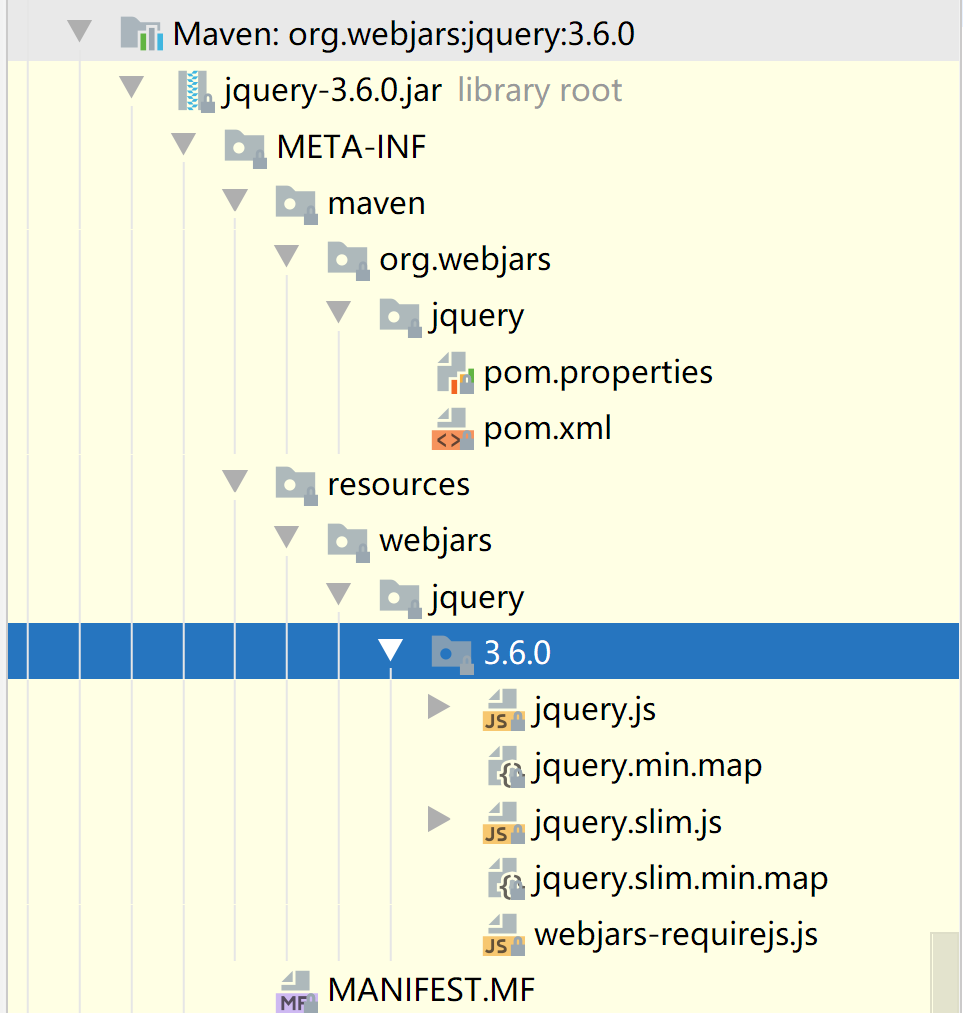 Maven: org.webjars:jquery:3.6.0
jquery-3.6.0.jar library root
META-INF
maven
org.webjars
jquery
pom.properties
<> pom.xml
resources
webjars
jquery
3.6.0
JS jquery.js
{} jquery.min.map
JS jquery.slim.js
{} jquery.slim.min.map
JS webjars-requirejs.js
MF MANIFEST.MF